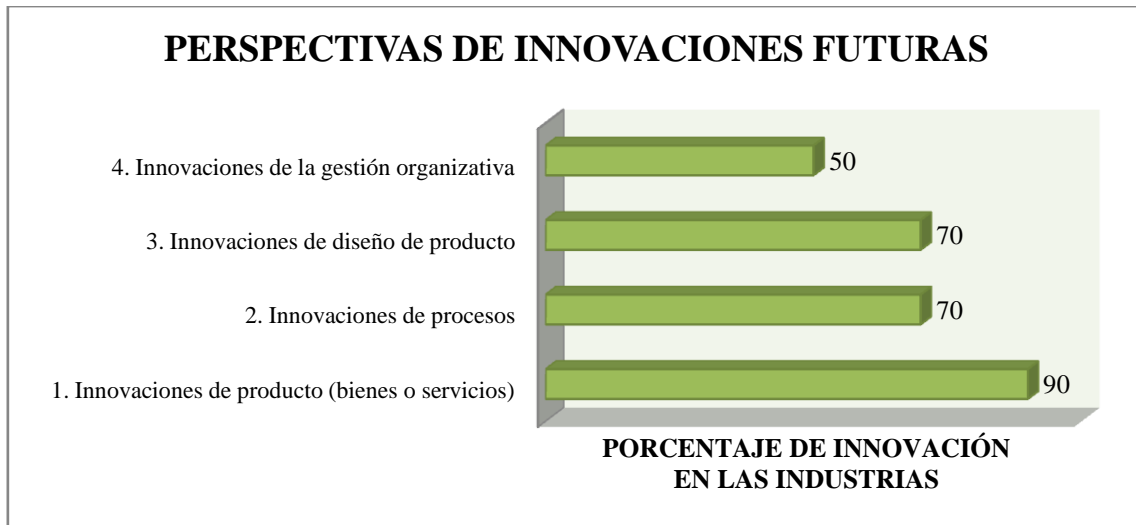 PERSPECTIVAS DE INNOVACIONES FUTURAS
4. Innovaciones de la gestión organizativa
50
3. Innovaciones de diseño de producto
70
2. Innovaciones de procesos
70
1. Innovaciones de producto (bienes o servicios)
90
PORCENTAJE DE INNOVACIÓN
EN LAS INDUSTRIAS